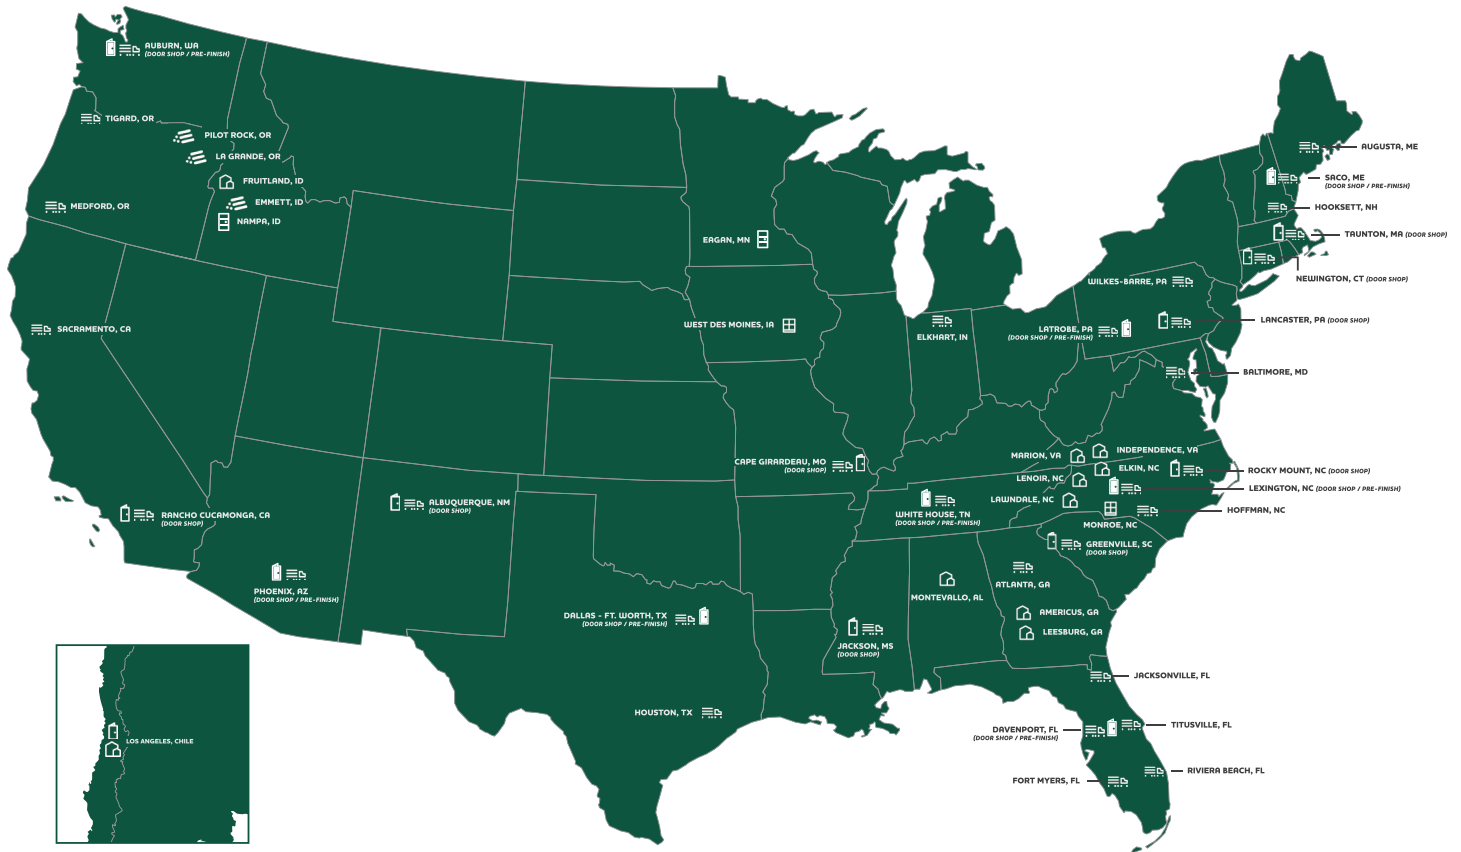 AUBURN, WA
(DOOR SHOP / PRE-FINISH)
TIGARD, OR
PILOT ROCK, OR
LA GRANDE, OR
FRUITLAND, ID
EMMETT, ID
MEDFORD, OR
NAMPA, ID
SACRAMENTO, CA
RANCHO CUCAMONGA, CA
(DOOR SHOP)
PHOENIX, AZ
(DOOR SHOP / PRE-FINISH)
ALBUQUERQUE, NM
(DOOR SHOP)
EAGAN, MN
WEST DES MOINES, IA
CAPE GIRARDEAU, MO
(DOOR SHOP)
DALLAS - FT. WORTH, TX
(DOOR SHOP / PRE-FINISH)
HOUSTON, TX
JACKSON, MS
(DOOR SHOP)
ELKHART, IN
WHITE HOUSE, TN
(DOOR SHOP / PRE-FINISH)
MONTEVALLO, AL
ATLANTA, GA
AMERICUS, GA
LEESBURG, GA
AUGUSTA, ME
SACO, ME
(DOOR SHOP / PRE-FINISH)
HOOKSETT, NH
TAUNTON, MA (DOOR SHOP)
NEWINGTON, CT (DOOR SHOP)
WILKES-BARRE, PA
LANCASTER, PA (DOOR SHOP)
LATROBE, PA
(DOOR SHOP / PRE-FINISH)
BALTIMORE, MD
INDEPENDENCE, VA
MARION, VA
ELKIN, NC
ROCKY MOUNT, NC (DOOR SHOP)
LENOIR, NC
LEXINGTON, NC (DOOR SHOP / PRE-FINISH)
LAWNDALE, NC
HOFFMAN, NC
MONROE, NC
GREENVILLE, SC
(DOOR SHOP)
JACKSONVILLE, FL
TITUSVILLE, FL
DAVENPORT, FL
(DOOR SHOP / PRE-FINISH)
RIVIERA BEACH, FL
FORT MYERS, FL
LOS ANGELES, CHILE